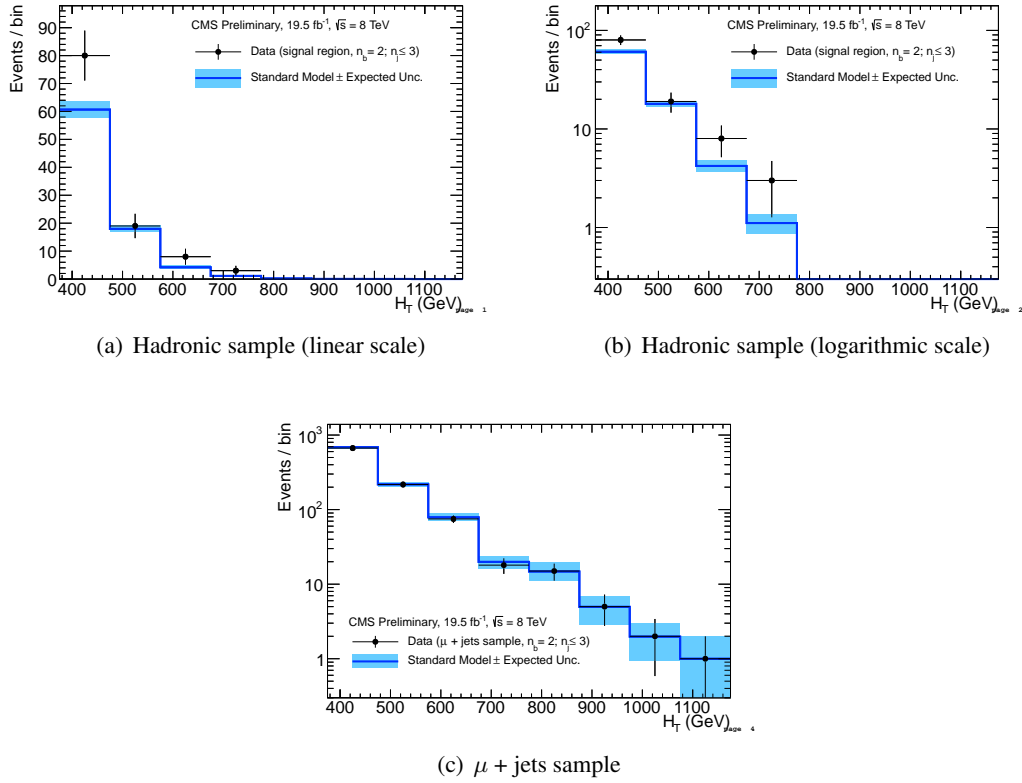 CMS Preliminary, 19.5 fb⁻¹, √s = 8 TeV
Data (signal region, n_b = 2; n_j ≤ 3)
Standard Model ± Expected Unc.
Events / bin
90
80
70
60
50
40
30
20
10
0
400 500 600 700 800 900 1000 1100
H_T (GeV)
page 1
(a) Hadronic sample (linear scale)
CMS Preliminary, 19.5 fb⁻¹, √s = 8 TeV
Data (signal region, n_b = 2; n_j ≤ 3)
Standard Model ± Expected Unc.
Events / bin
10²
10
1
400 500 600 700 800 900 1000 1100
H_T (GeV)
page 2
(b) Hadronic sample (logarithmic scale)
Events / bin
10³
10²
10
1
CMS Preliminary, 19.5 fb⁻¹, √s = 8 TeV
Data (μ + jets sample, n_b = 2; n_j ≤ 3)
Standard Model ± Expected Unc.
400 500 600 700 800 900 1000 1100
H_T (GeV)
page 4
(c) μ + jets sample